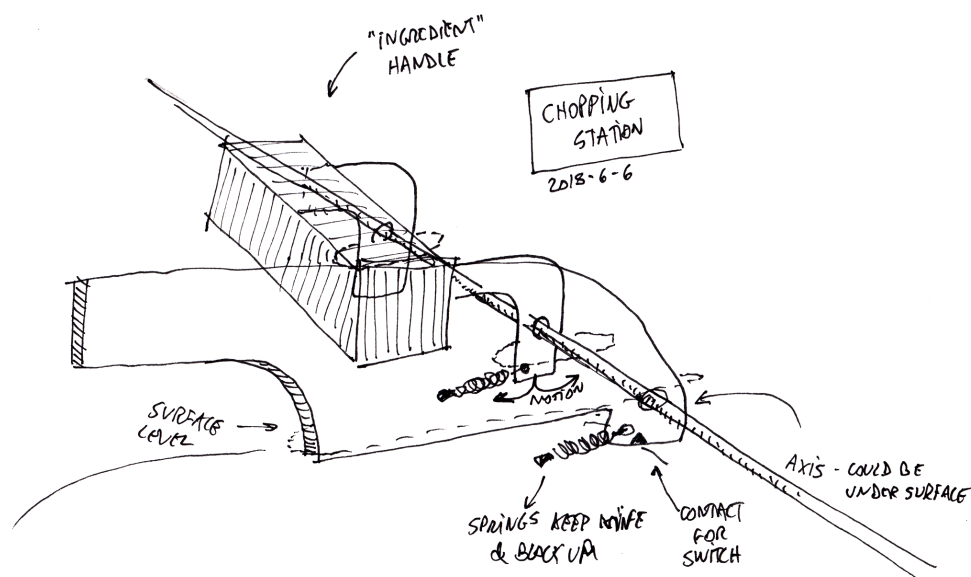 "INGREDIENT"
HANDLE
CHOPPING
STATION
2018-6-6
MOTION
SURFACE
LEVEL
AXIS - COULD BE
UNDER SURFACE
SPRINGS KEEP KNIFE
& BLOCK UP
CONTACT
FOR
SWITCH